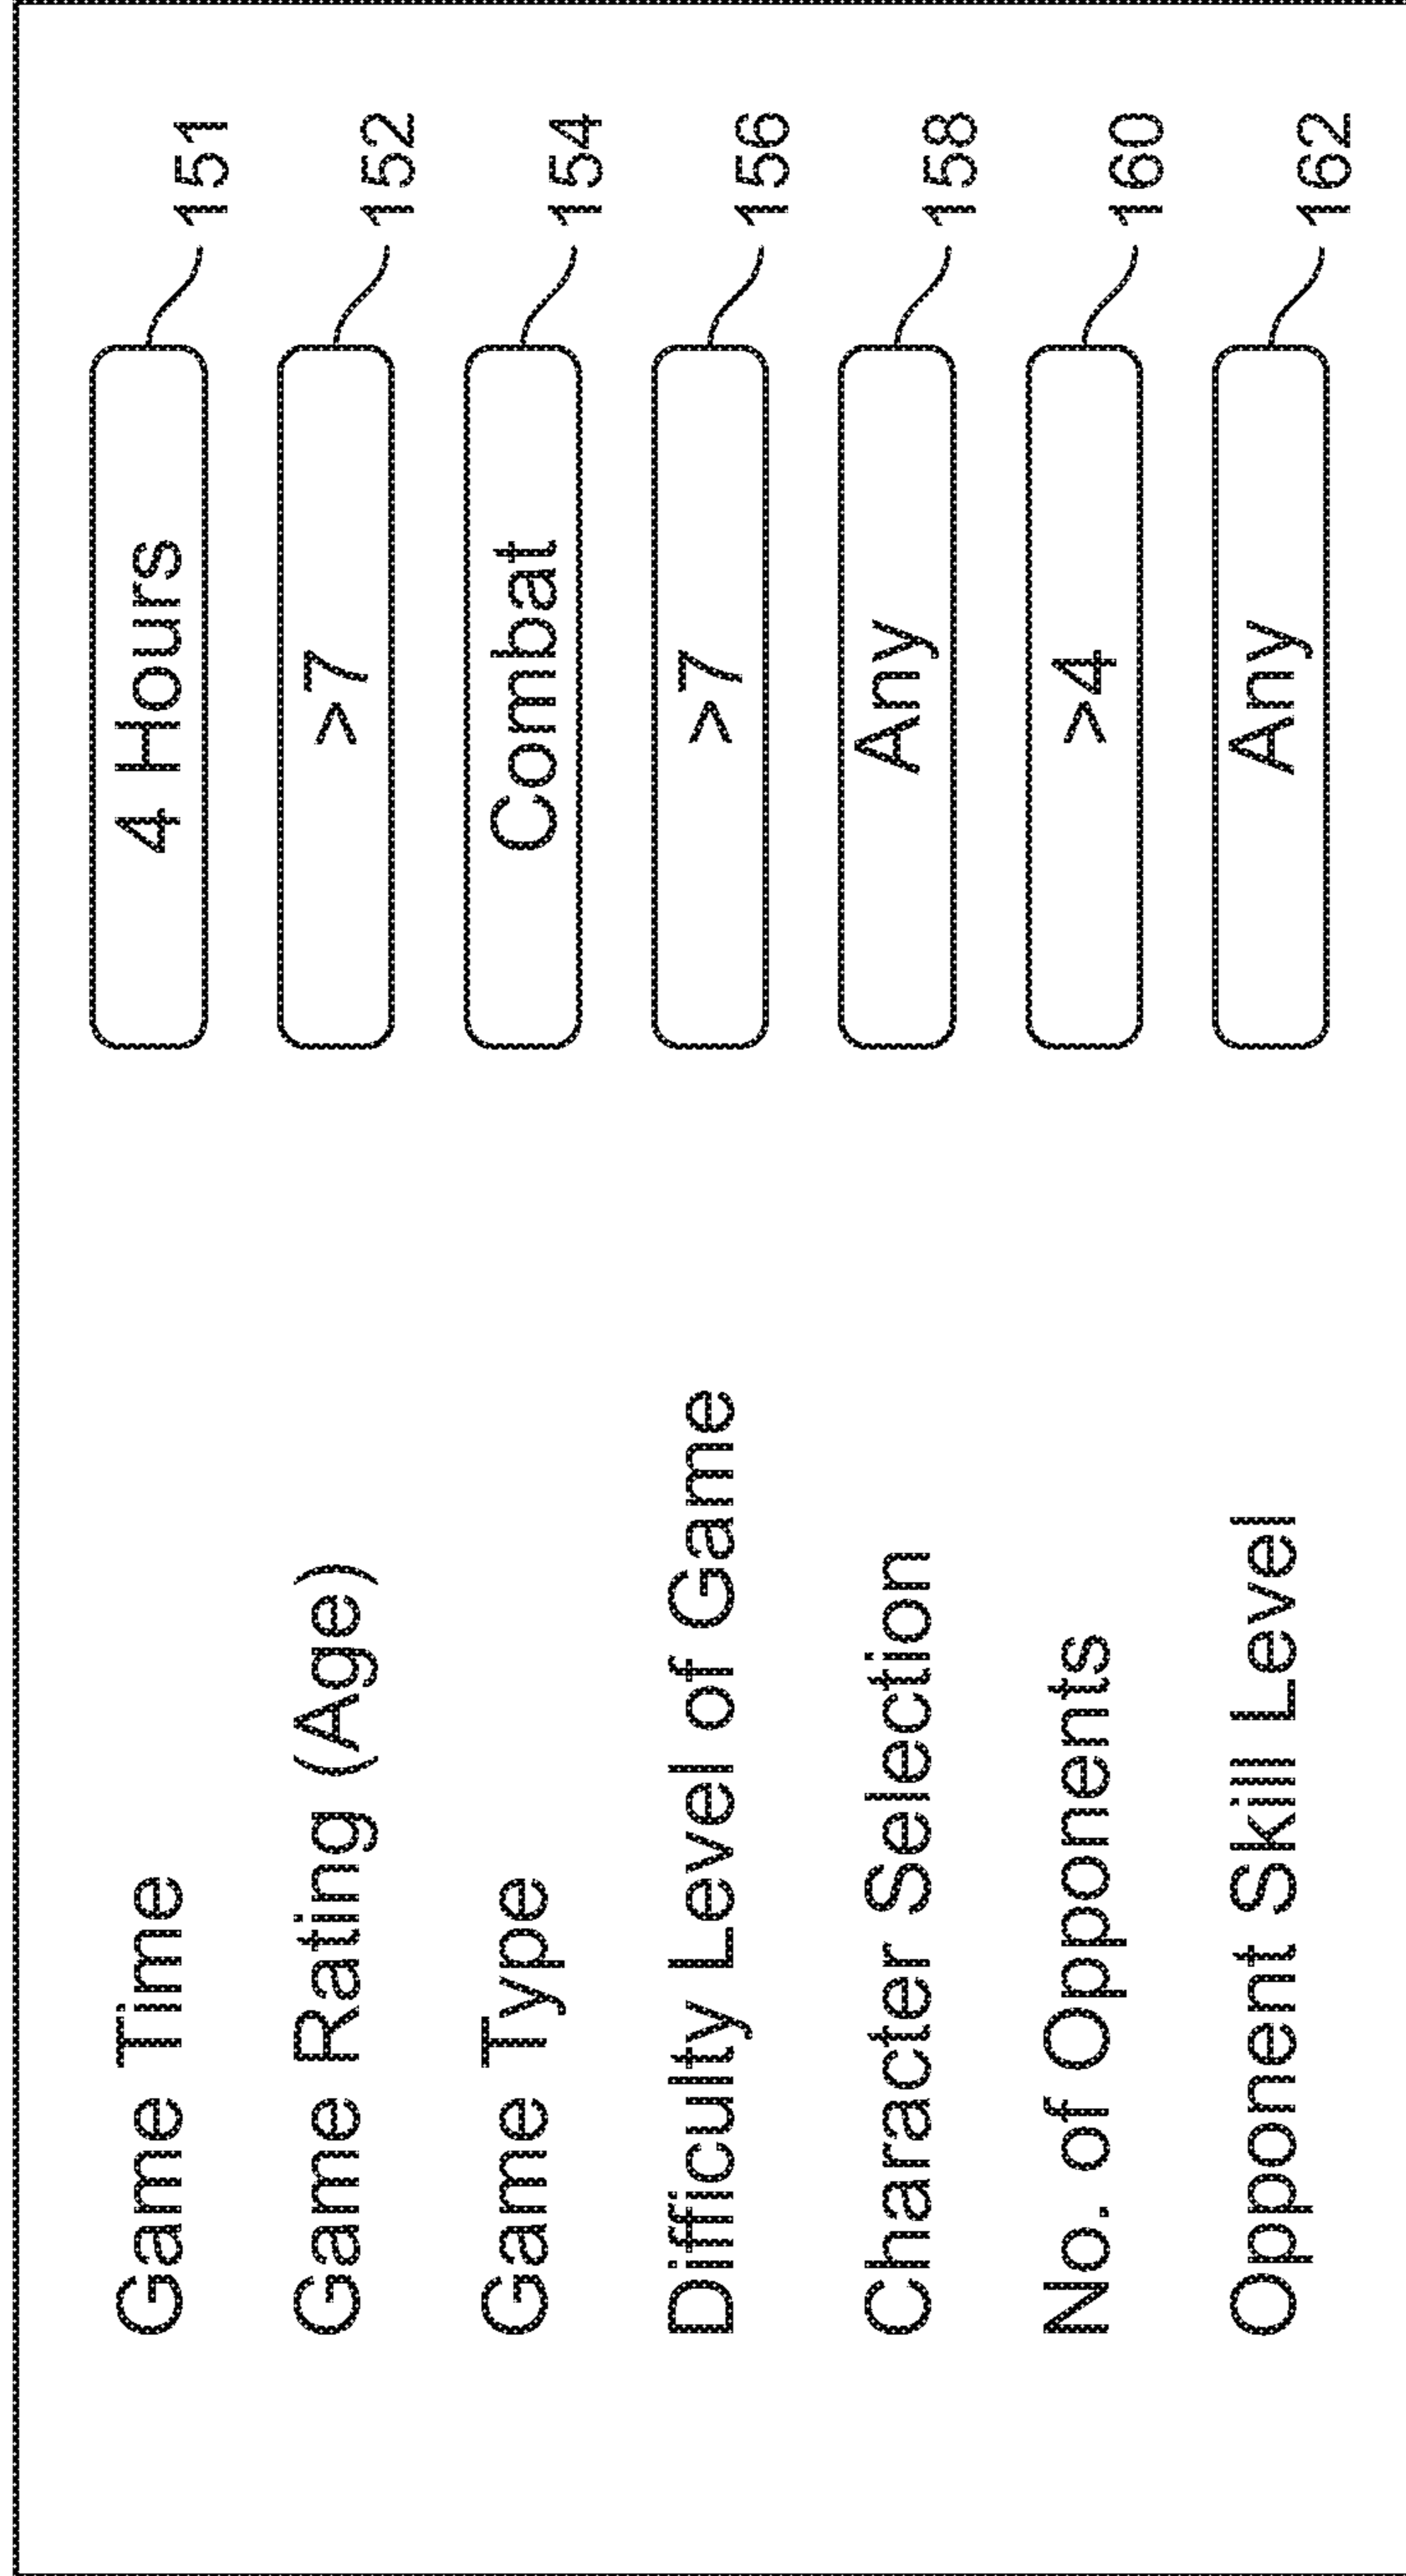 Game Time 4 Hours 151
Game Rating (Age) >7 152
Game Type Combat 154
Difficulty Level of Game >7 156
Character Selection Any 158
No. of Opponents >4 160
Opponent Skill Level Any 162